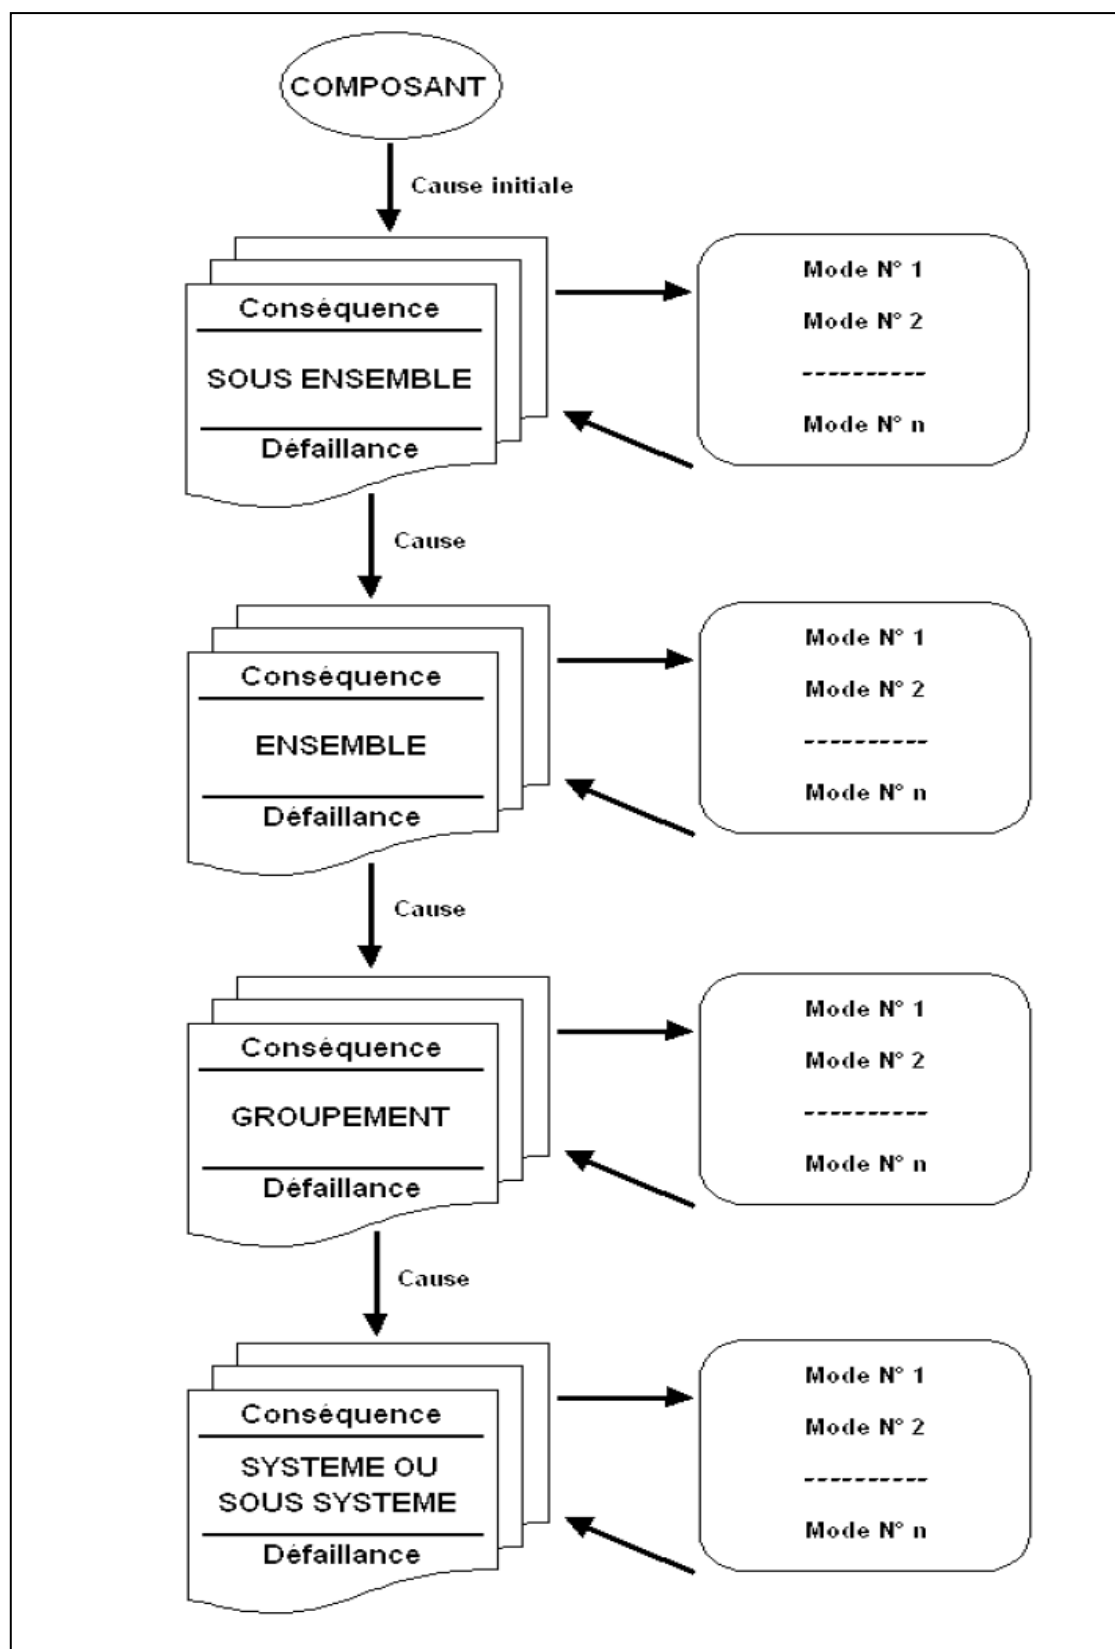 COMPOSANT
Cause initiale
Conséquence
SOUS ENSEMBLE
Défaillance
Mode N° 1
Mode N° 2
----------
Mode N° n
Cause
Conséquence
ENSEMBLE
Défaillance
Mode N° 1
Mode N° 2
----------
Mode N° n
Cause
Conséquence
GROUPEMENT
Défaillance
Mode N° 1
Mode N° 2
----------
Mode N° n
Cause
Conséquence
SYSTEME OU
SOUS SYSTEME
Défaillance
Mode N° 1
Mode N° 2
----------
Mode N° n